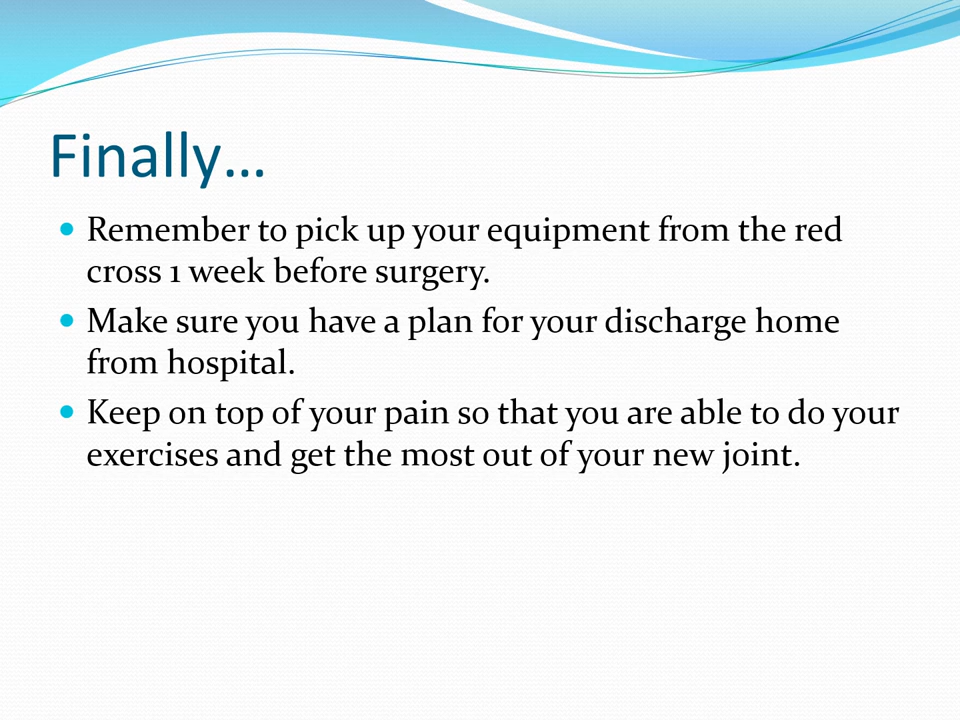 Finally…
• Remember to pick up your equipment from the red
cross 1 week before surgery.
• Make sure you have a plan for your discharge home
from hospital.
• Keep on top of your pain so that you are able to do your
exercises and get the most out of your new joint.